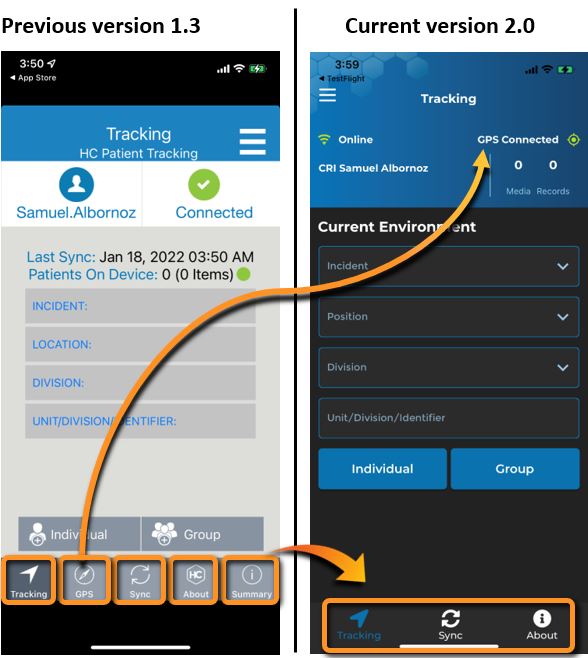 Previous version 1.3
3:50
App Store
Tracking
HC Patient Tracking
Samuel.Albornoz
Connected
Last Sync: Jan 18, 2022 03:50 AM
Patients On Device: 0 (0 Items)
INCIDENT:
LOCATION:
DIVISION:
UNIT/DIVISION/IDENTIFIER:
Individual
Group
Tracking
GPS
Sync
HC
About
Summary
Current version 2.0
3:59
TestFlight
Tracking
Online
GPS Connected
CRI Samuel Albornoz
0 0
Media Records
Current Environment
Incident
Position
Division
Unit/Division/Identifier
Individual
Group
Tracking
Sync
About